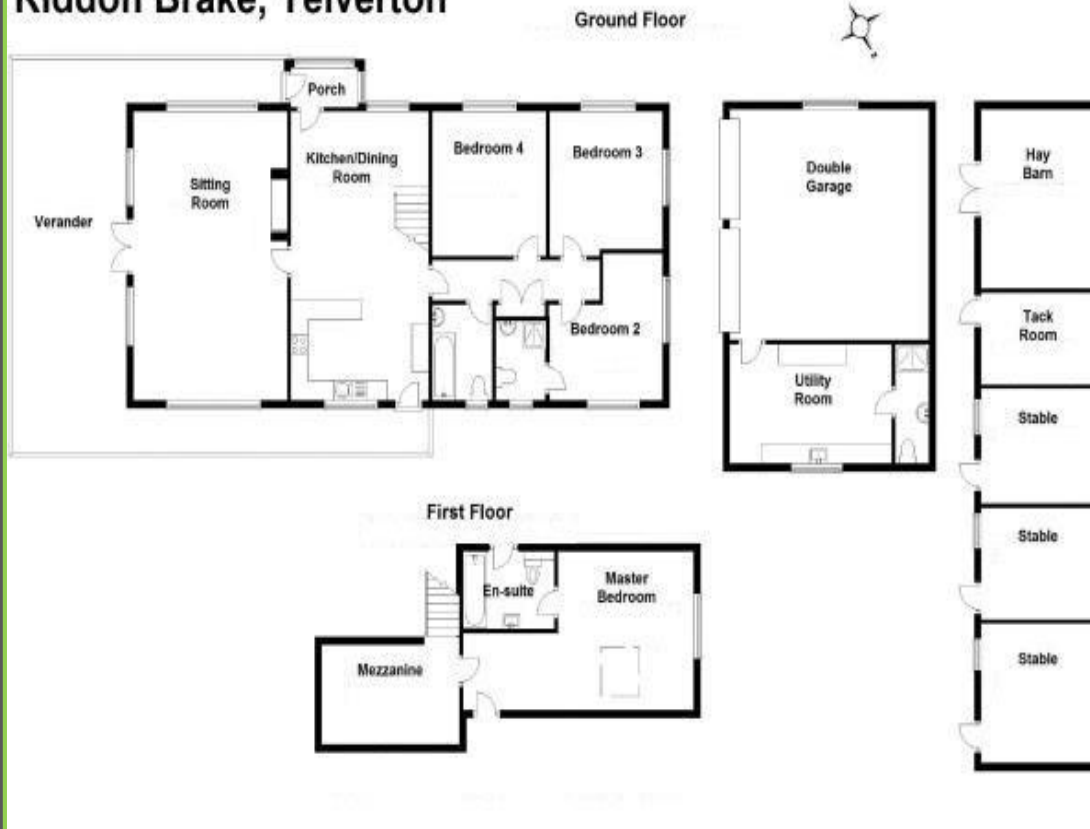 Riddon Brake, Yelverton
Ground Floor
Porch
Kitchen/Dining
Room
Sitting
Room
Verander
Bedroom 4
Bedroom 3
Bedroom 2
Double
Garage
Utility
Room
Hay
Barn
Tack
Room
Stable
Stable
Stable
First Floor
En-suite
Master
Bedroom
Mezzanine